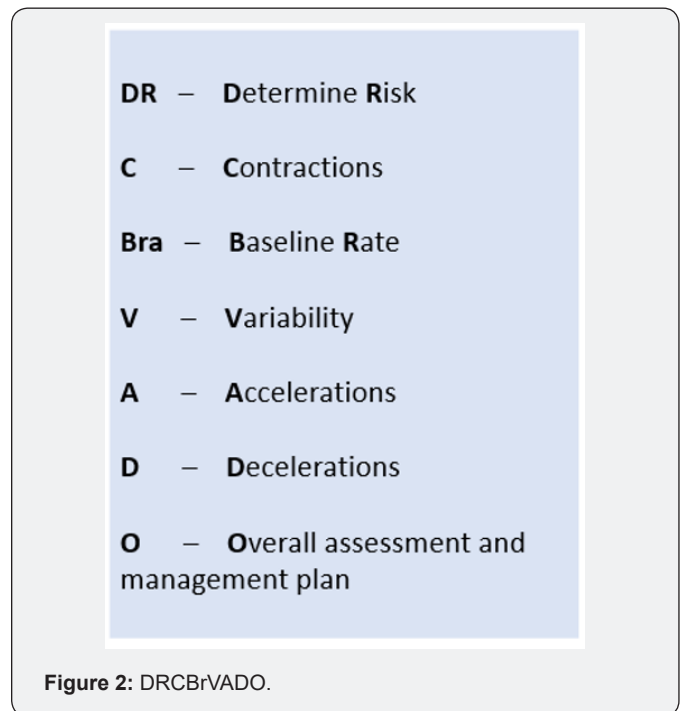 DR – Determine Risk
C – Contractions
Bra – Baseline Rate
V – Variability
A – Accelerations
D – Decelerations
O – Overall assessment and
management plan
Figure 2: DRCBrVADO.